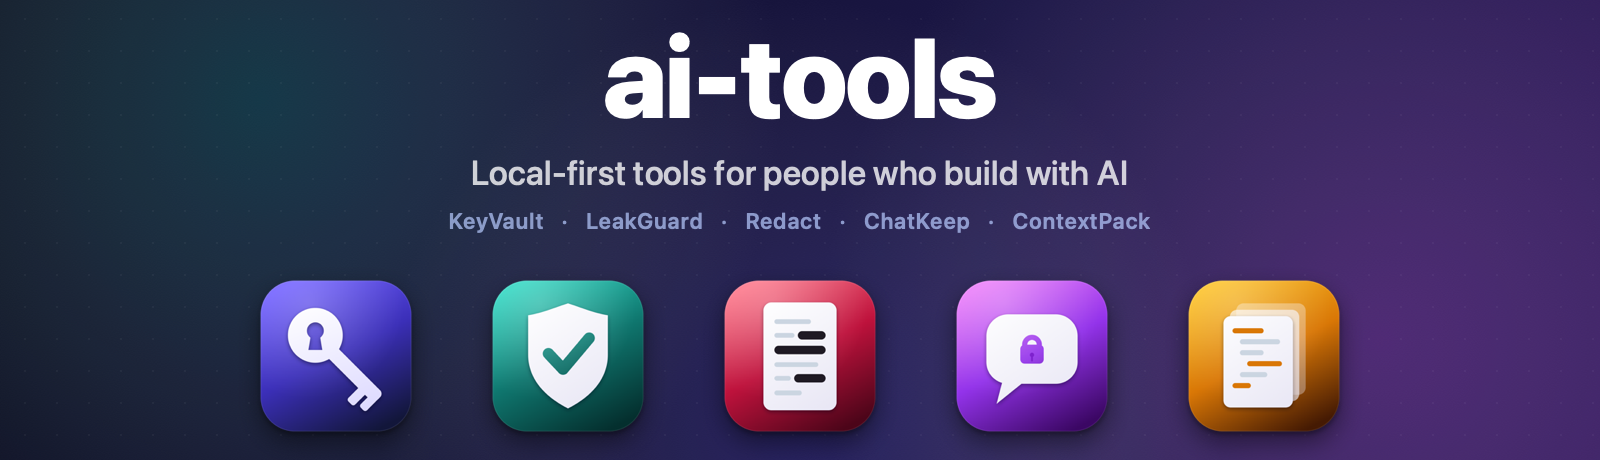 ai-tools
Local-first tools for people who build with AI
KeyVault · LeakGuard · Redact · ChatKeep · ContextPack